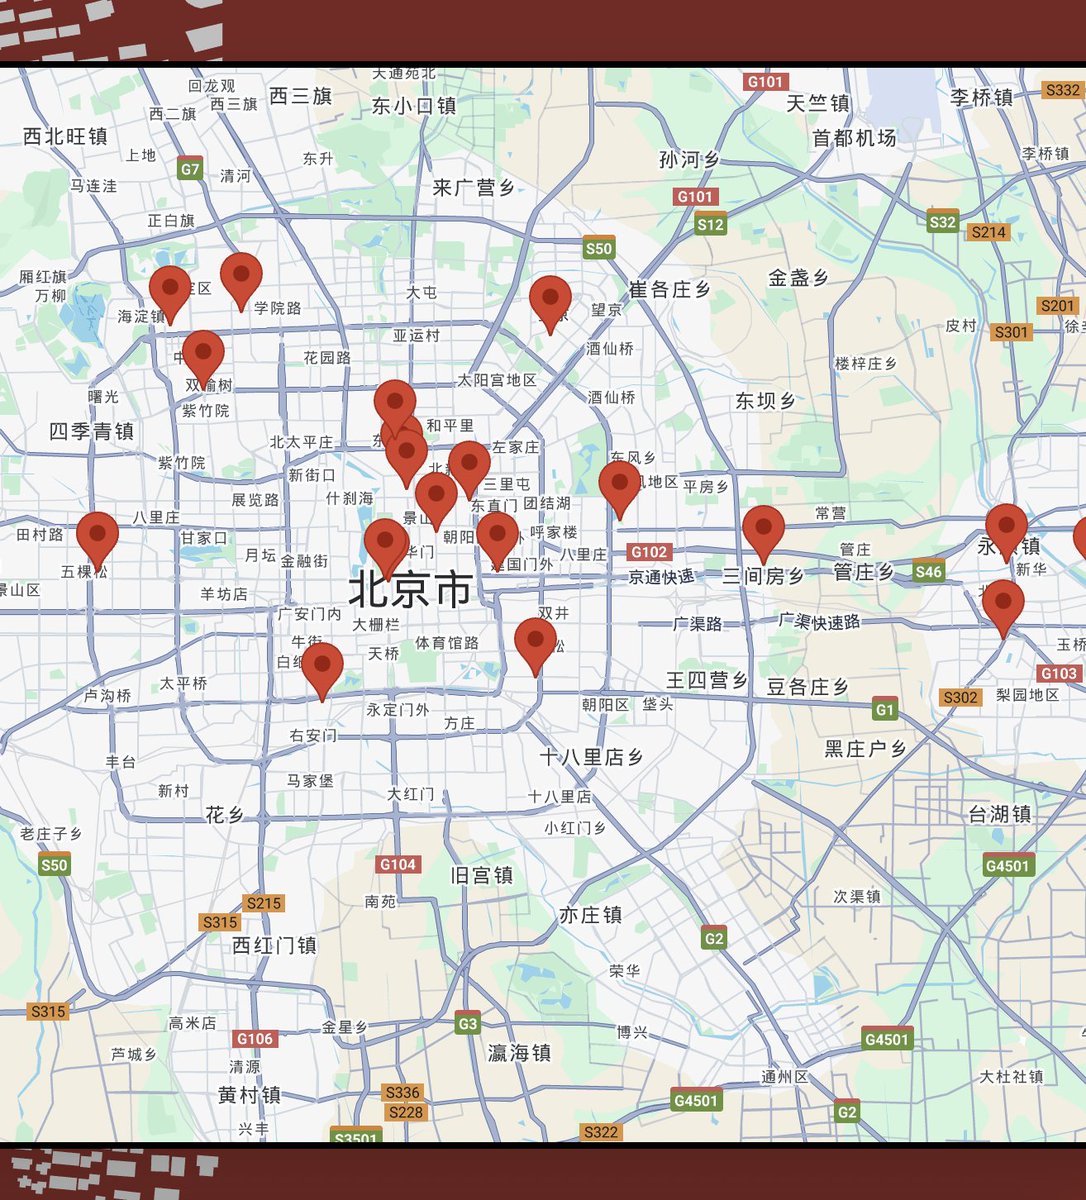 天通苑北
回龙观
西三旗
G101
S332
西三旗
东小口镇
天竺镇
李桥镇
西二旗
西北旺镇
首都机场
上地
东升
孙河乡
李桥镇
G7
清河
马连洼
来广营乡
G101
正白旗
S12
S32
S214
S50
厢红旗
金盏乡
万柳
崔各庄乡
大屯
学院路
望京
S201
海淀镇
皮村
S301
亚运村
酒仙桥
花园路
楼梓庄乡
双榆树
太阳宫地区
曙光
酒仙桥
东坝乡
紫竹院
和平里
四季青镇
北太平庄
左家庄
东风乡
紫竹院
新街口
三里屯
平房乡
展览路
什刹海
东直门
团结湖
八里庄
常营
田村路
甘家口
呼家楼
月坛
金融街
八里庄
G102
管庄
五棵松
建国门外
京通快速
三间房乡
管庄乡
S46
新华
北京市
羊坊店
广安门内
大栅栏
双井
广渠路
广渠快速路
牛街
天桥
体育馆路
玉桥
G103
太平桥
王四营乡
豆各庄乡
卢沟桥
S302
梨园地区
永定门外
朝阳区
垡头
G1
方庄
右安门
黑庄户乡
十八里店乡
丰台
马家堡
新村
大红门
十八里店
花乡
台湖镇
老庄子乡
小红门乡
S50
G104
旧宫镇
G4501
次渠镇
S215
南苑
亦庄镇
S315
G2
西红门镇
荣华
S315
高米店
金星乡
G3
博兴
G106
G4501
芦城乡
瀛海镇
清源
通州区
大杜社镇
黄村镇
S336
G4501
S228
G2
兴丰
S3501
S322